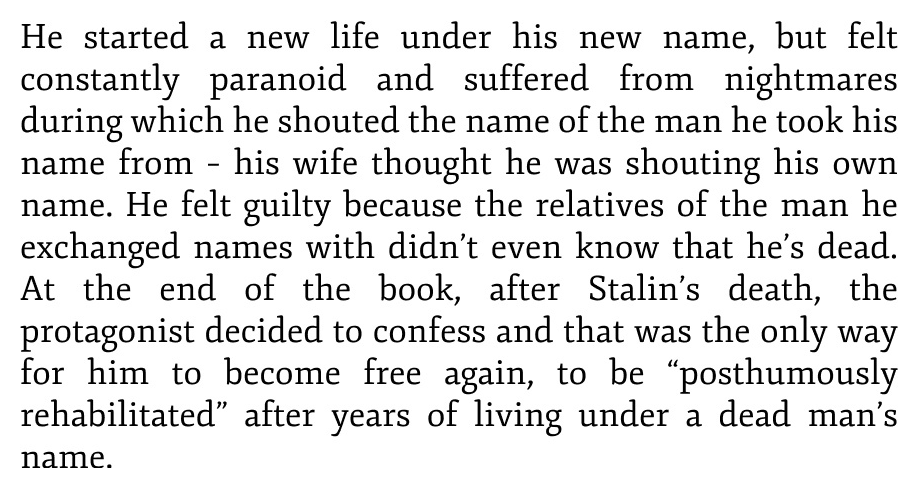 He started a new life under his new name, but felt
constantly paranoid and suffered from nightmares
during which he shouted the name of the man he took his
name from – his wife thought he was shouting his own
name. He felt guilty because the relatives of the man he
exchanged names with didn’t even know that he’s dead.
At the end of the book, after Stalin’s death, the
protagonist decided to confess and that was the only way
for him to become free again, to be “posthumously
rehabilitated” after years of living under a dead man’s
name.